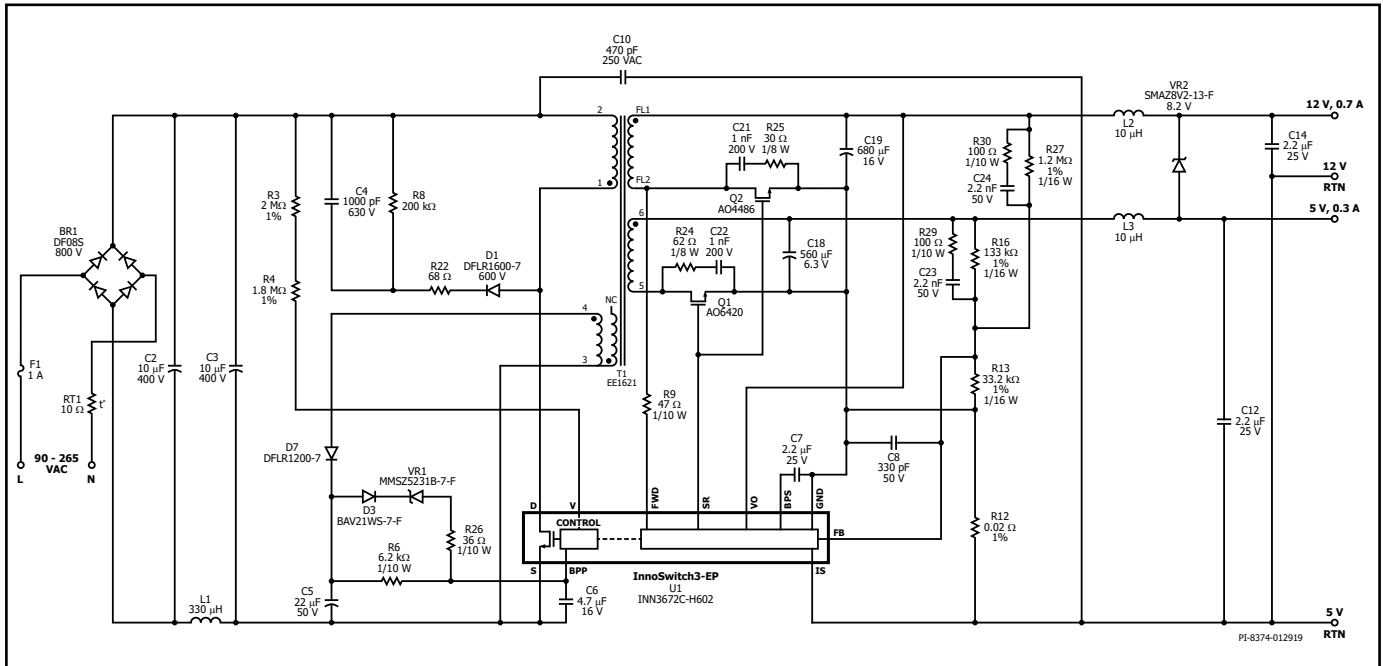 C10
470 pF
250 VAC
VR2
SMAZ8V2-13-F
8.2 V
12 V, 0.7 A
2
FL1
L2
10 µH
C21
1 nF
200 V
R25
30 Ω
1/8 W
C19
680 µF
16 V
R30
100 Ω
1/10 W
R27
1.2 MΩ
1%
1/16 W
C14
2.2 µF
25 V
12 V
RTN
C24
2.2 nF
50 V
1
FL2
Q2
AO4486
R3
2 MΩ
1%
C4
1000 pF
630 V
R8
200 kΩ
5 V, 0.3 A
6
L3
10 µH
BR1
DF08S
800 V
R24
62 Ω
1/8 W
C22
1 nF
200 V
C18
560 µF
6.3 V
R29
100 Ω
1/10 W
R16
133 kΩ
1%
1/16 W
C23
2.2 nF
50 V
R4
1.8 MΩ
1%
R22
68 Ω
D1
DFLR1600-7
600 V
5
Q1
AO6420
NC
4
3
T1
EE1621
F1
1 A
C2
10 µF
400 V
C3
10 µF
400 V
R13
33.2 kΩ
1%
1/16 W
RT1
10 Ω
t°
R9
47 Ω
1/10 W
C12
2.2 µF
25 V
D7
DFLR1200-7
C7
2.2 µF
25 V
C8
330 pF
50 V
90 - 265
VAC
L
N
VR1
MMSZ5231B-7-F
D3
BAV21WS-7-F
D
V
FWD
SR
VO
BPS
GND
CONTROL
FB
R12
0.02 Ω
1%
R26
36 Ω
1/10 W
R6
6.2 kΩ
1/10 W
S
BPP
IS
InnoSwitch3-EP
U1
INN3672C-H602
C5
22 µF
50 V
C6
4.7 µF
16 V
L1
330 µH
5 V
RTN
PI-8374-012919